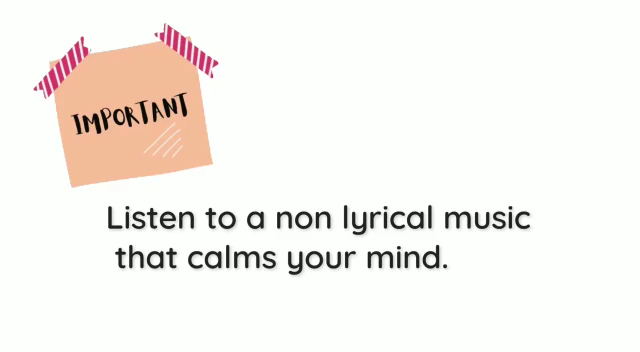 IMPORTANT
Listen to a non lyrical music
that calms your mind.